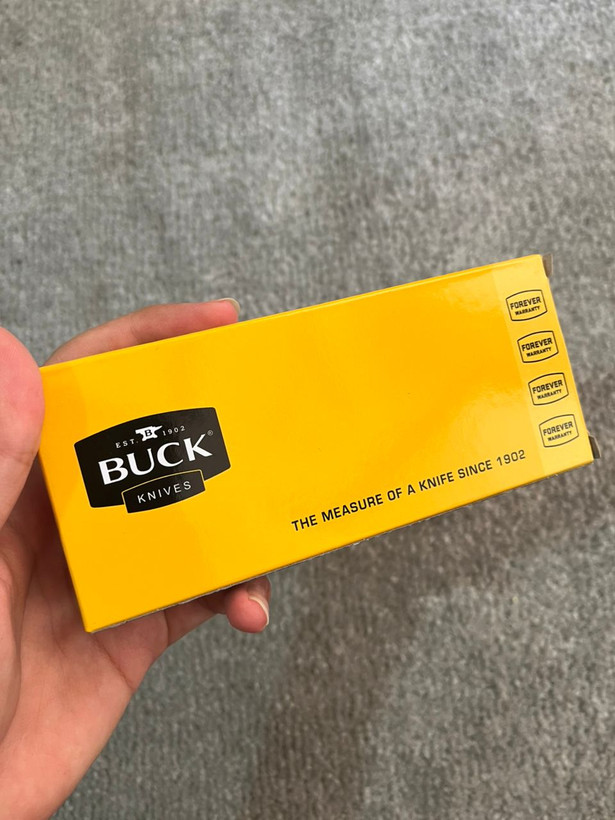 EST. B 1902
BUCK®
KNIVES
THE MEASURE OF A KNIFE SINCE 1902
FOREVER
WARRANTY
FOREVER
WARRANTY
FOREVER
WARRANTY
FOREVER
WARRANTY